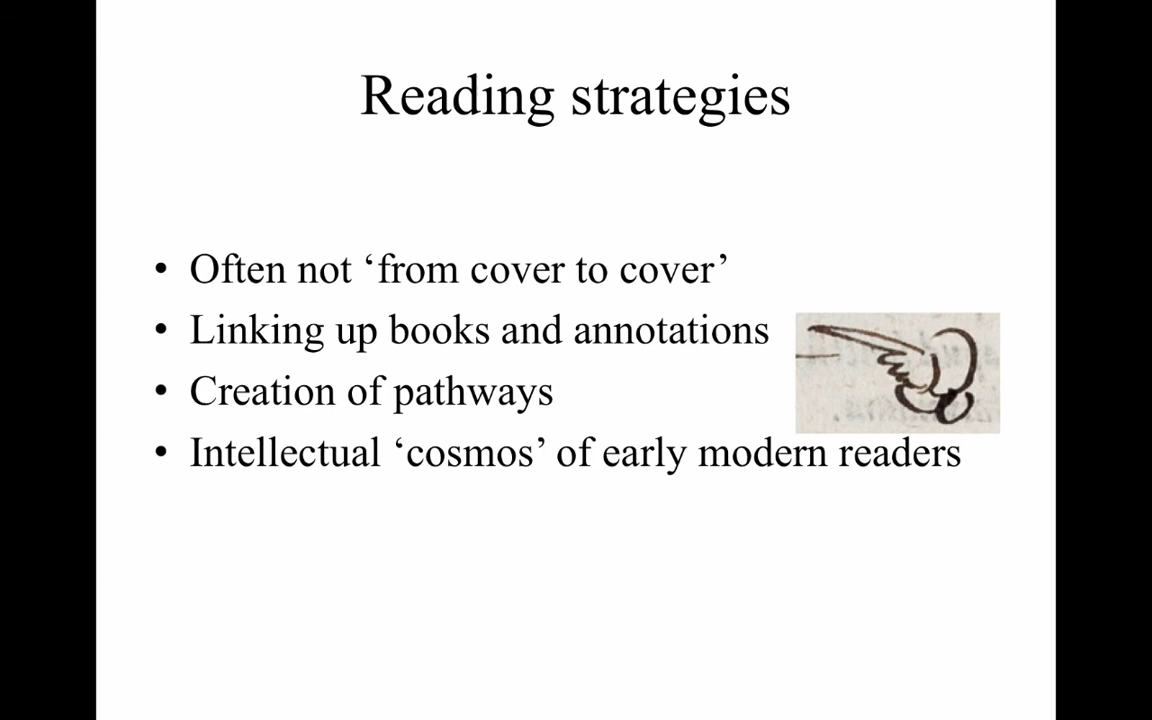 Reading strategies
• Often not ‘from cover to cover’
• Linking up books and annotations
• Creation of pathways
• Intellectual ‘cosmos’ of early modern readers